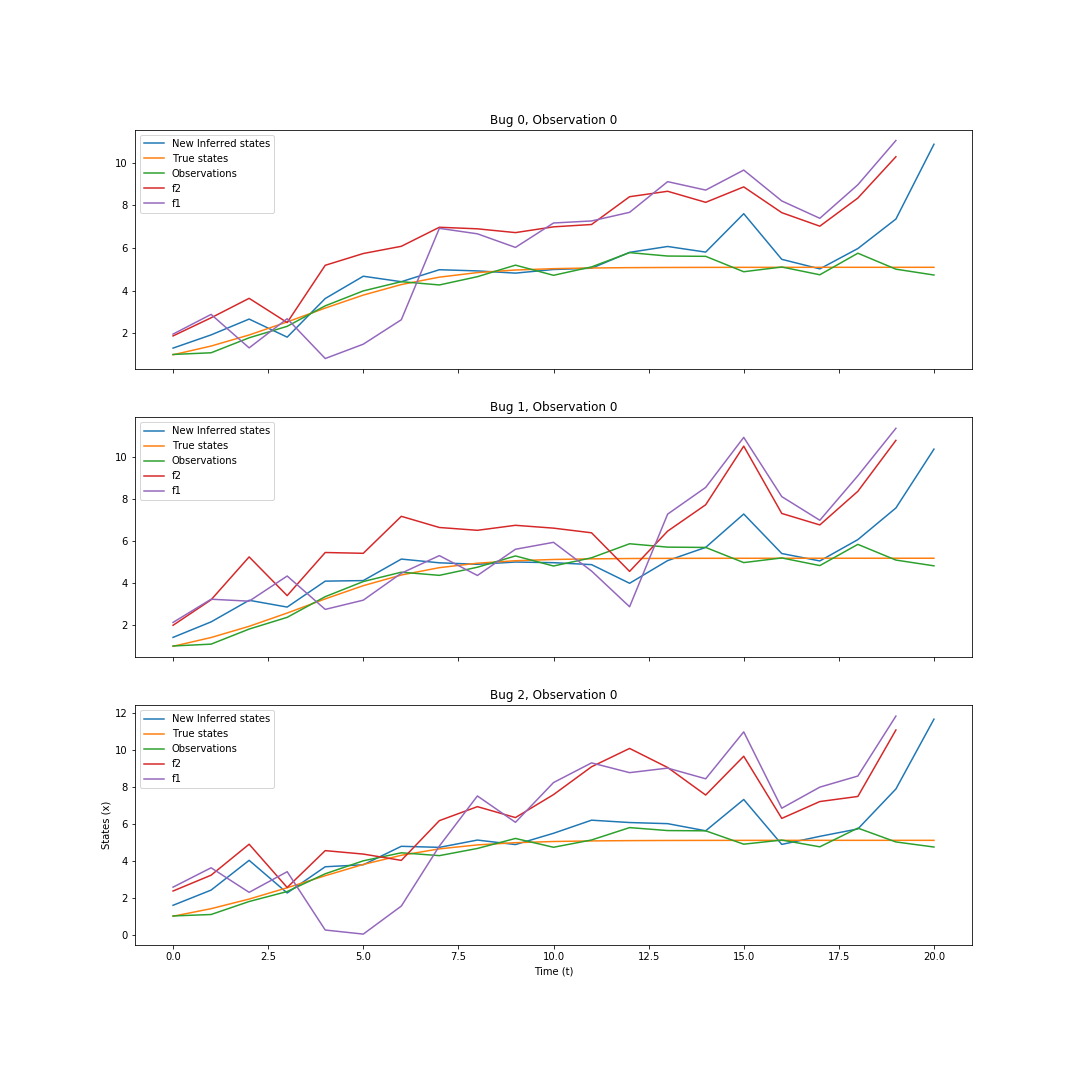 Bug 0, Observation 0
New Inferred states
True states
Observations
f2
f1
10
8
6
4
2
Bug 1, Observation 0
New Inferred states
True states
Observations
f2
f1
10
8
6
4
2
Bug 2, Observation 0
New Inferred states
True states
Observations
f2
f1
12
10
8
6
4
2
0
States (x)
0.0 2.5 5.0 7.5 10.0 12.5 15.0 17.5 20.0
Time (t)